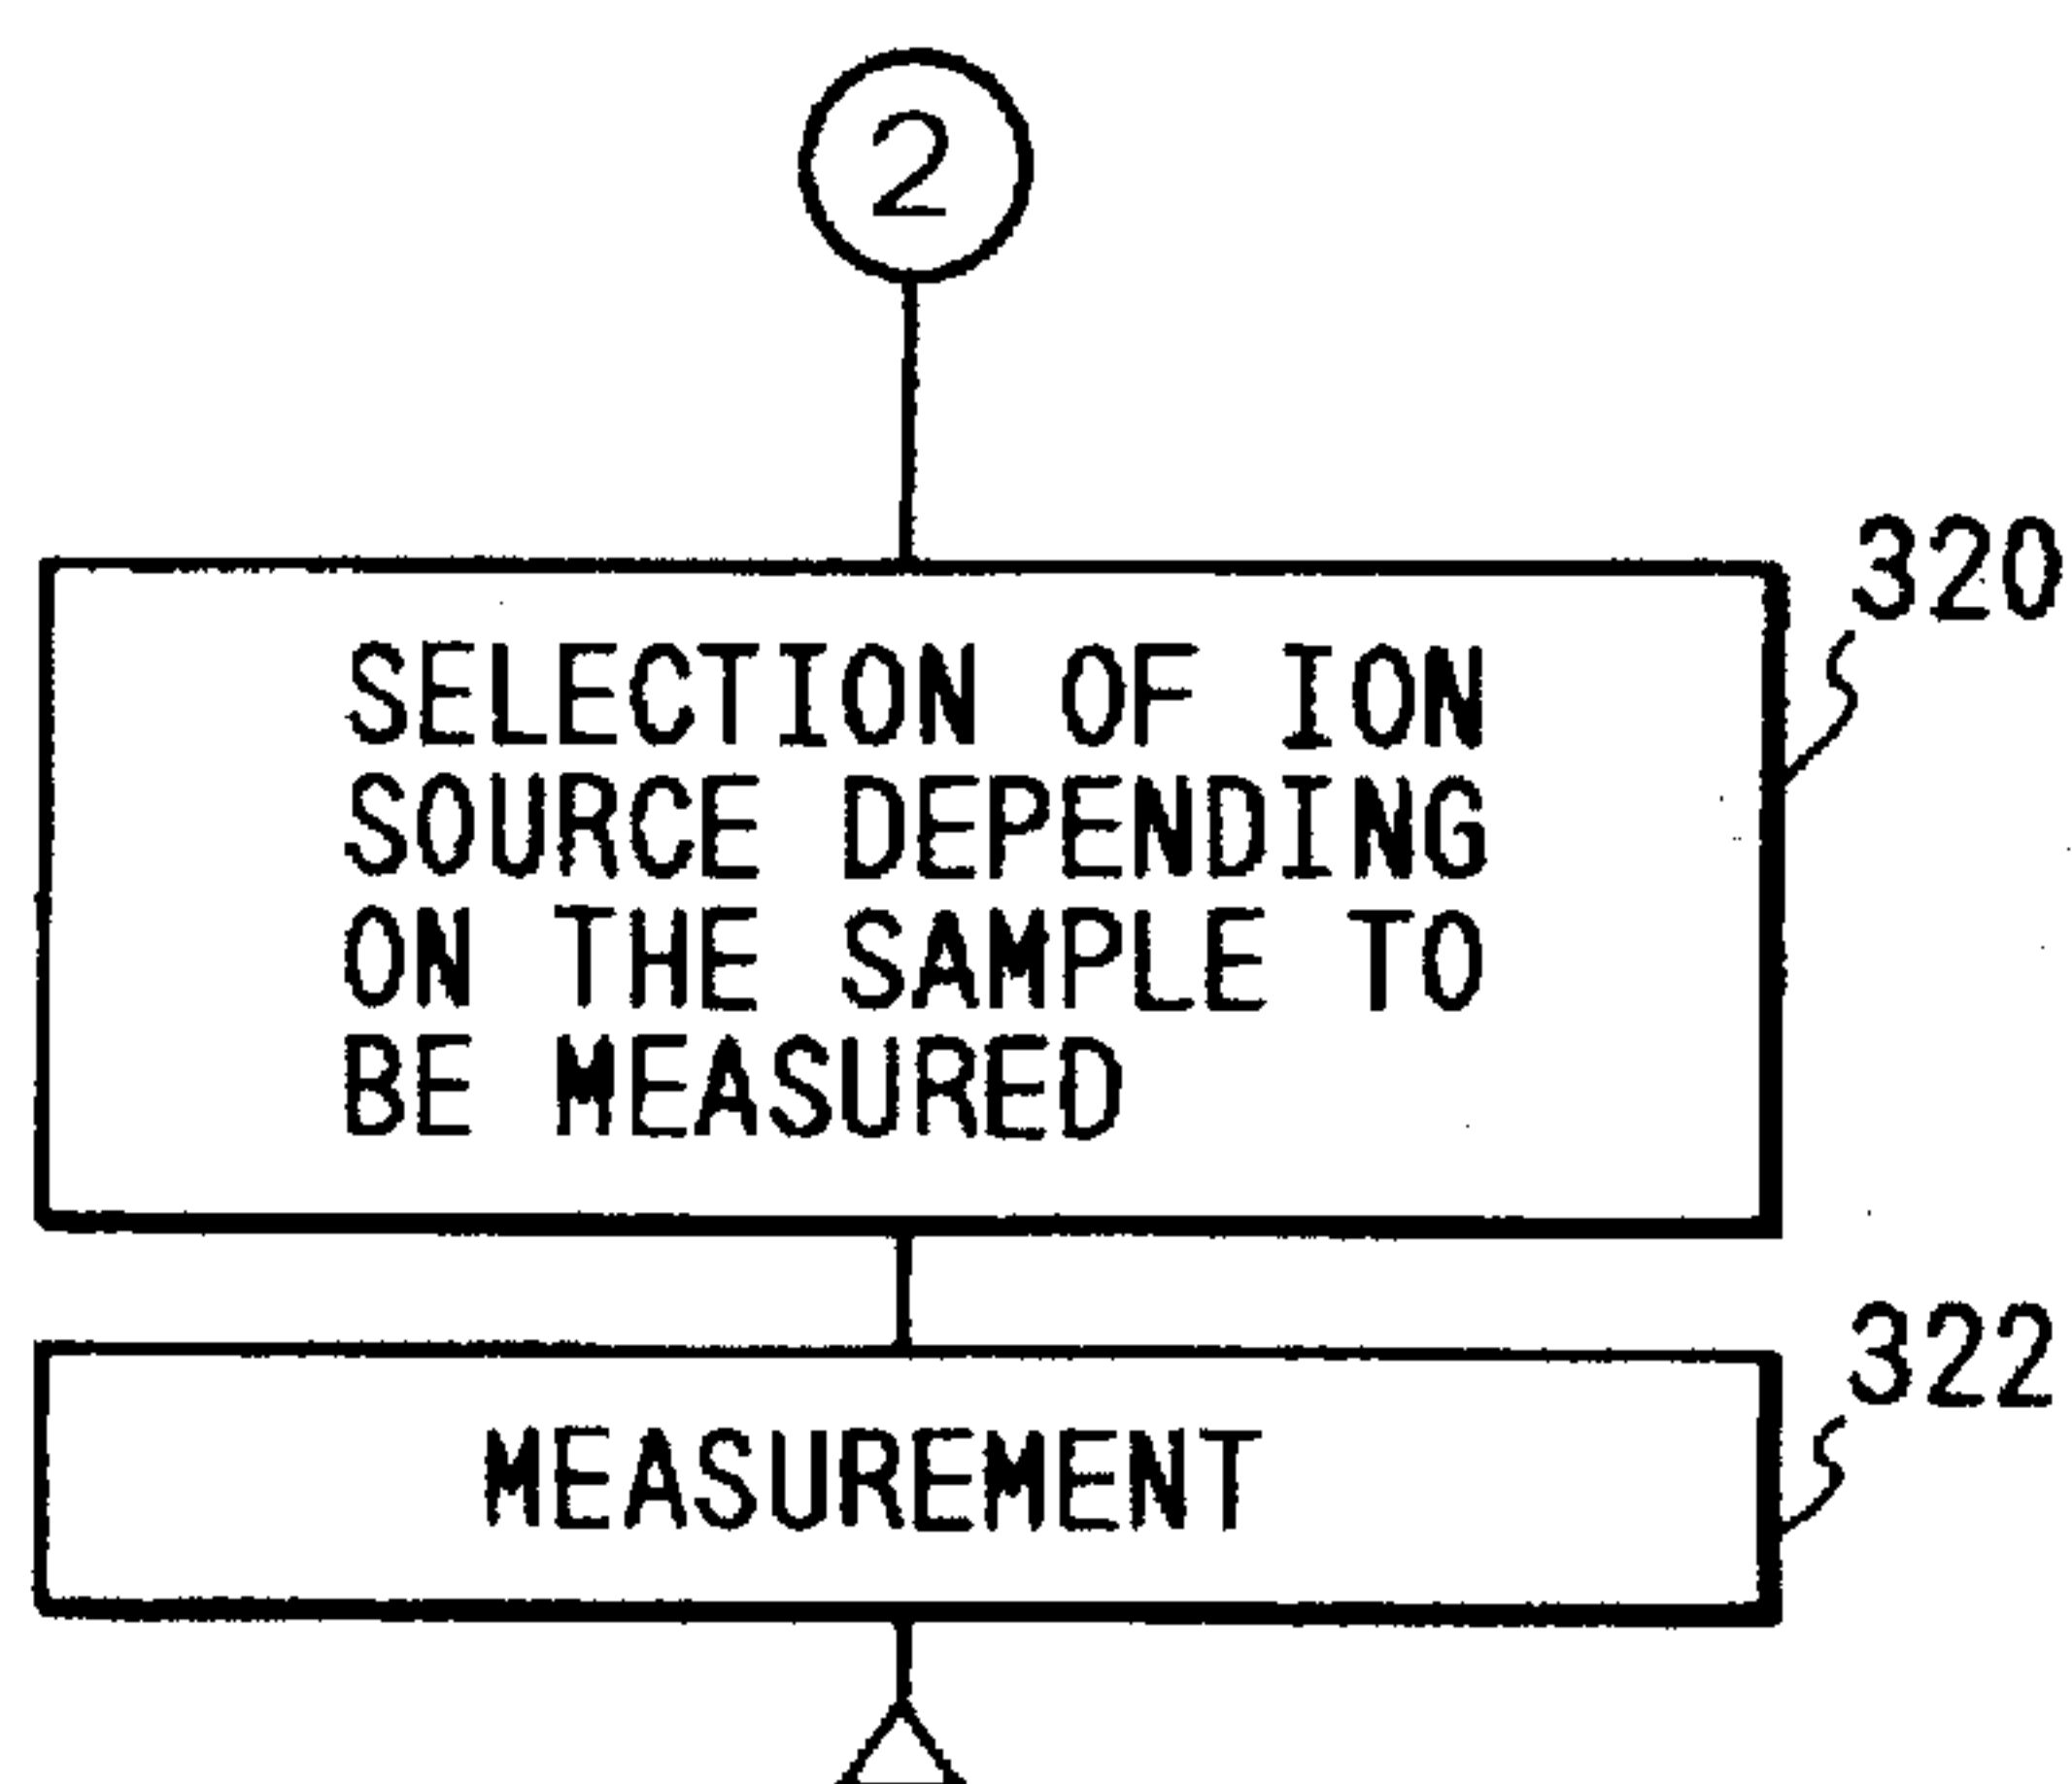 2
320
SELECTION OF ION
SOURCE DEPENDING
ON THE SAMPLE TO
BE MEASURED
322
MEASUREMENT